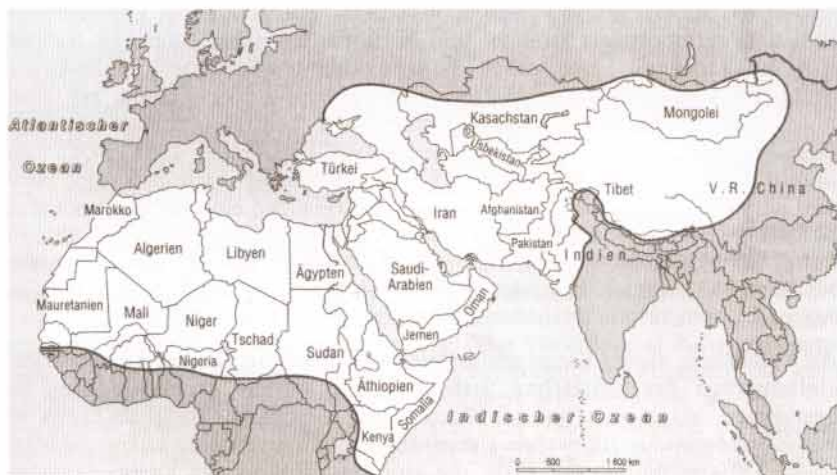 Atlantischer
Ozean
Kasachstan
Mongolei
Usbekistan
Türkei
Tibet
V. R. China
Marokko
Iran
Afghanistan
Algerien
Libyen
Pakistan
Indien
Ägypten
Saudi-
Arabien
Mauretanien
Mali
Niger
Oman
Tschad
Jemen
Nigeria
Sudan
Äthiopien
Somalia
Indischer Ozean
Kenya
0 500 1 600 km